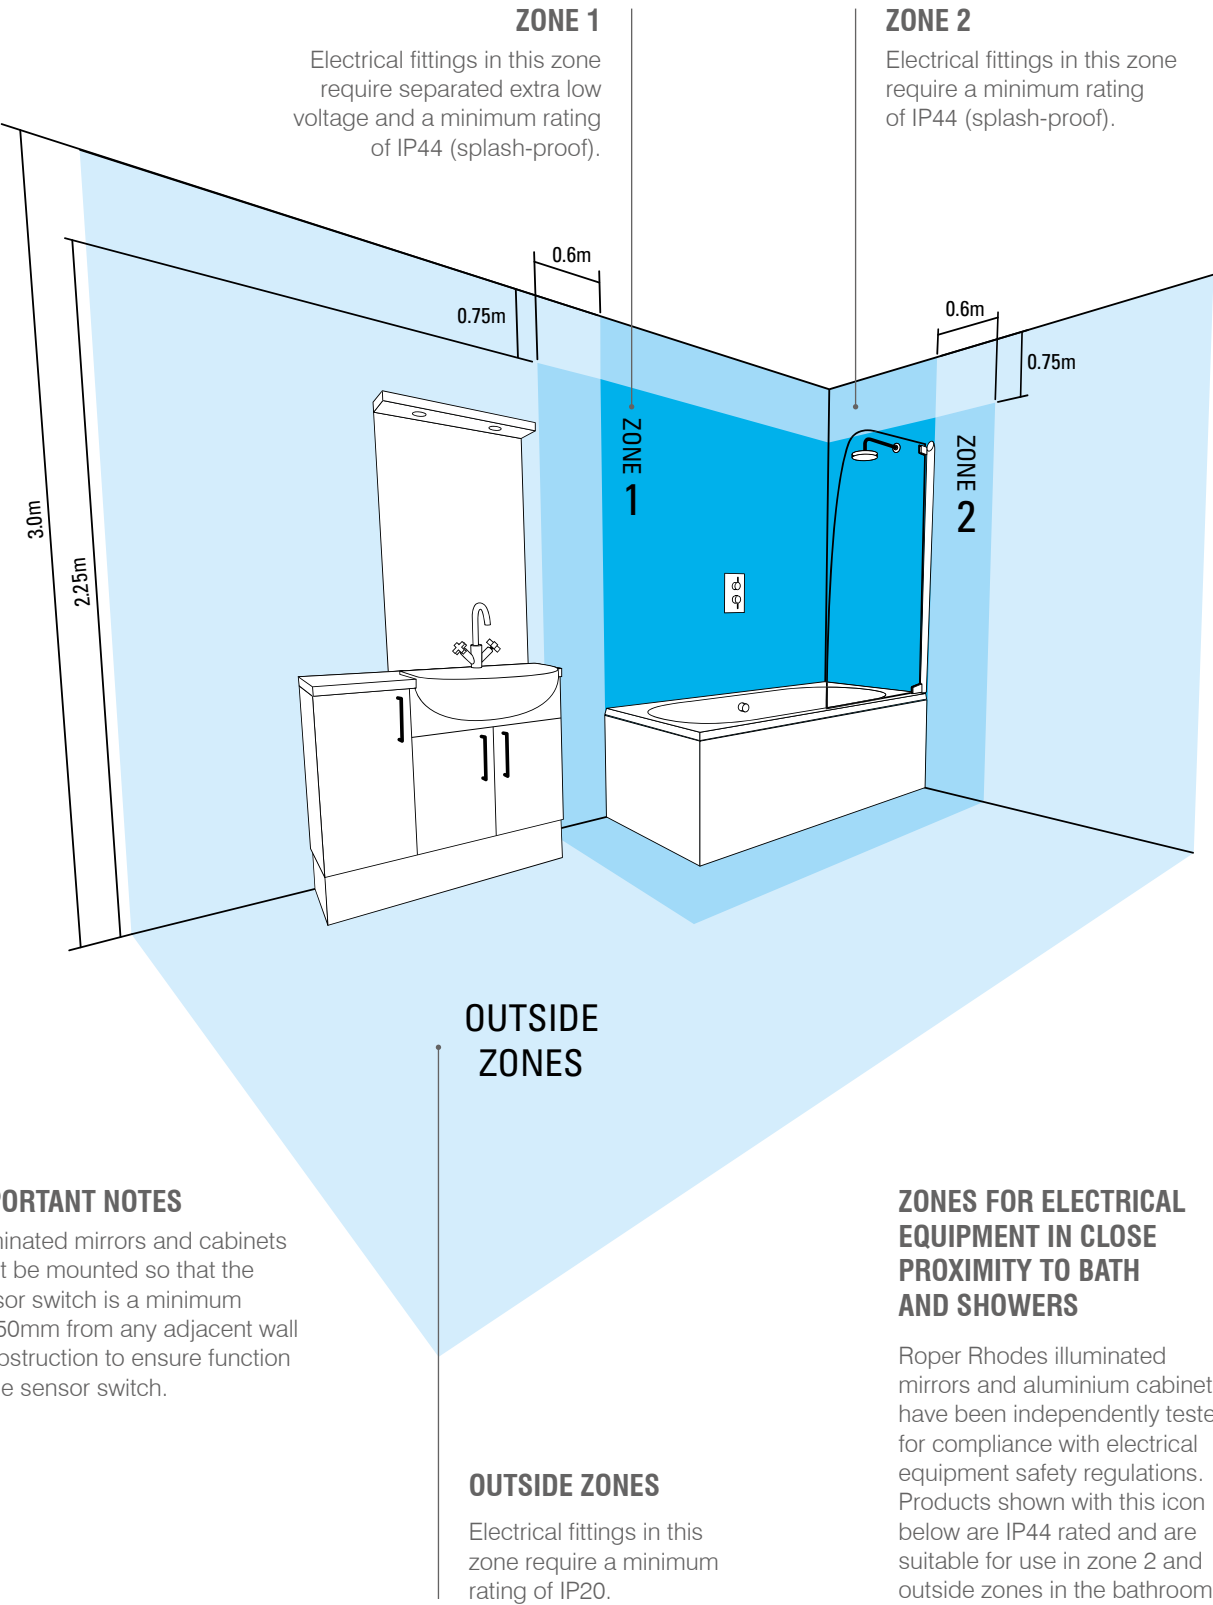 ZONE 1
Electrical fittings in this zone
require separated extra low
voltage and a minimum rating
of IP44 (splash-proof).
ZONE 2
Electrical fittings in this zone
require a minimum rating
of IP44 (splash-proof).
0.6m
0.75m
0.6m
0.75m
3.0m
2.25m
ZONE
1
ZONE
2
OUTSIDE
ZONES
PORTANT NOTES
minated mirrors and cabinets
t be mounted so that the
sor switch is a minimum
50mm from any adjacent wall
bstruction to ensure function
e sensor switch.
OUTSIDE ZONES
Electrical fittings in this
zone require a minimum
rating of IP20.
ZONES FOR ELECTRICAL
EQUIPMENT IN CLOSE
PROXIMITY TO BATH
AND SHOWERS
Roper Rhodes illuminated
mirrors and aluminium cabinet
have been independently teste
for compliance with electrical
equipment safety regulations.
Products shown with this icon
below are IP44 rated and are
suitable for use in zone 2 and
outside zones in the bathroom